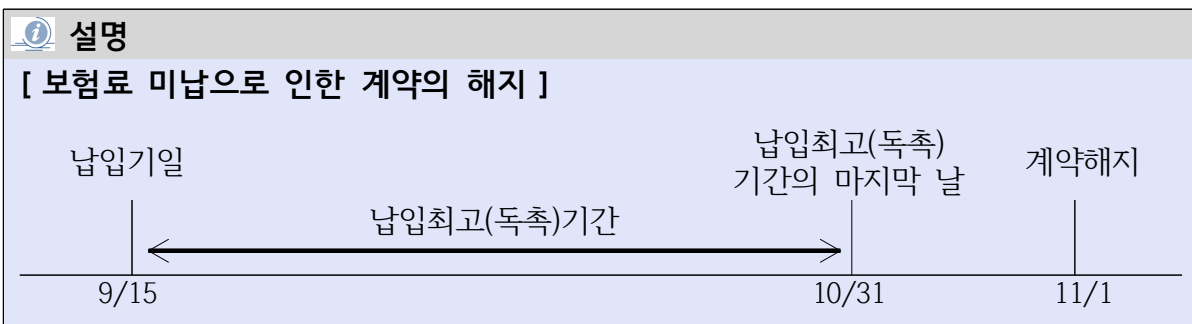 설명
[ 보험료 미납으로 인한 계약의 해지 ]
납입기일
납입최고(독촉)
기간의 마지막 날
계약해지
납입최고(독촉)기간
9/15
10/31
11/1